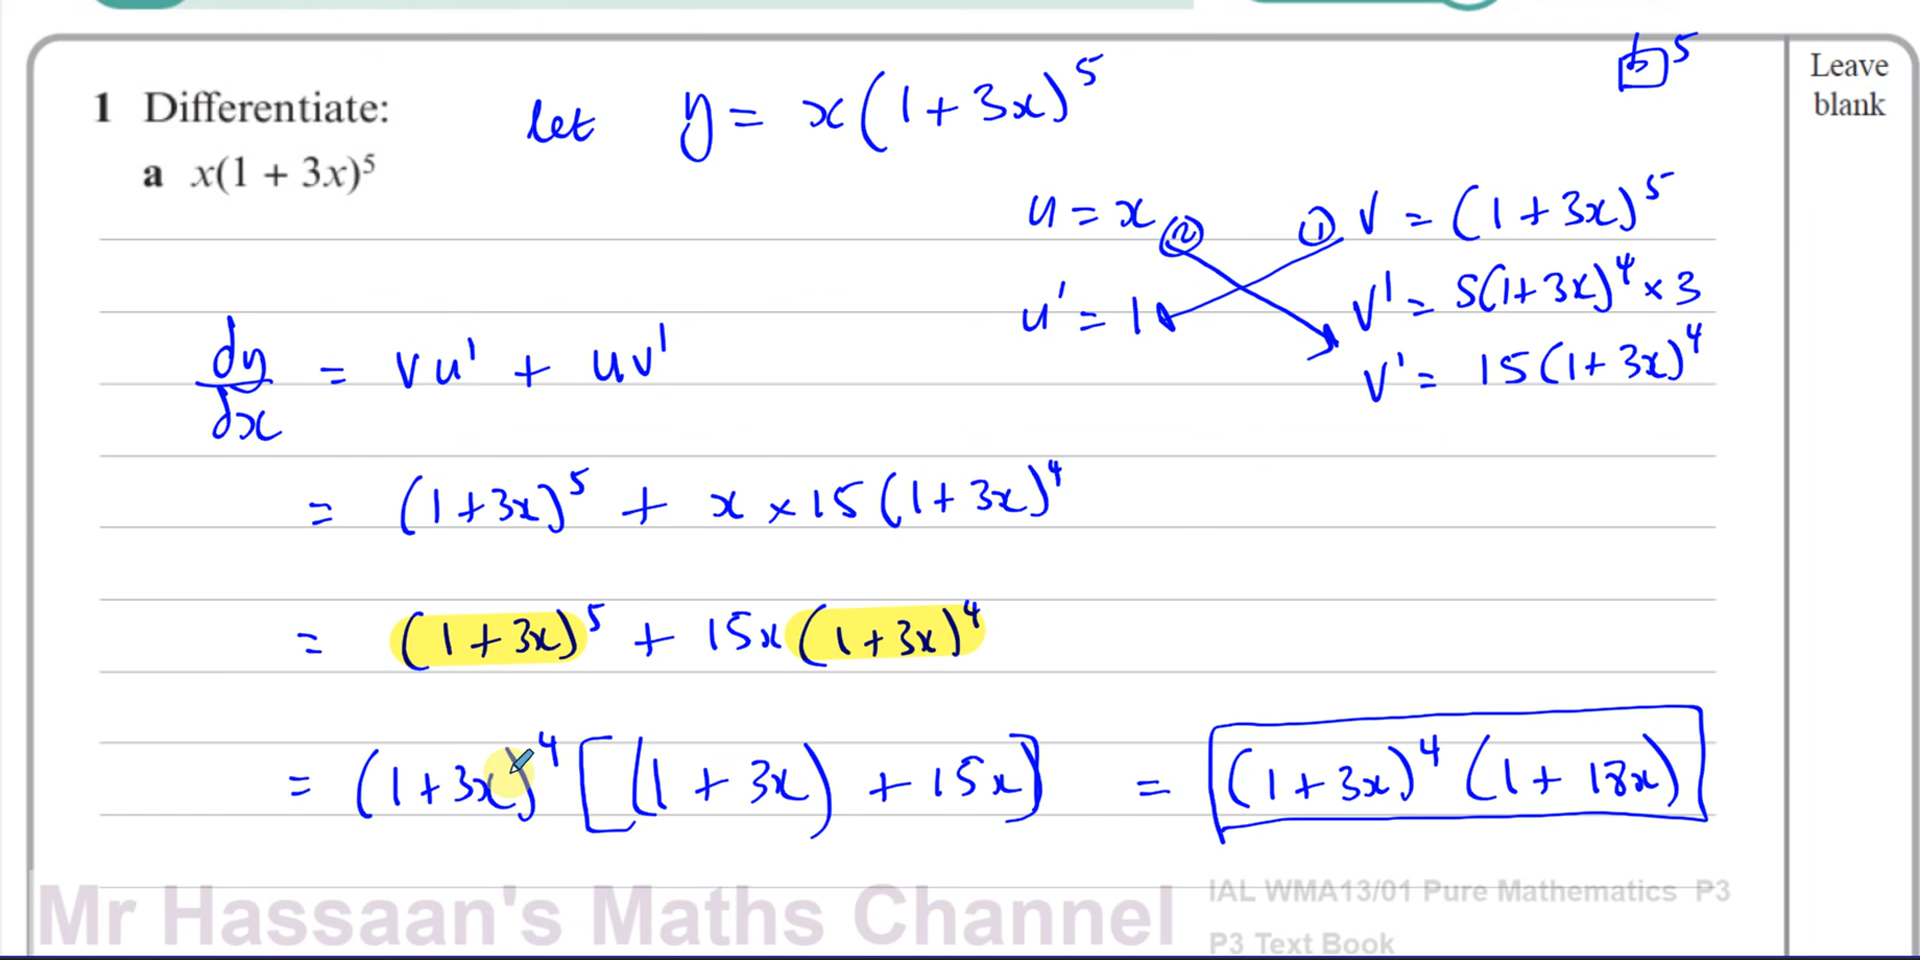 1 Differentiate:
let y = x(1 + 3x)⁵
□⁵
Leave
blank
a x(1 + 3x)⁵
u = x ② ① v = (1 + 3x)⁵
u' = 1 v' = 5(1+3x)⁴ × 3
v' = 15(1+3x)⁴
dy/dx = vu' + uv'
= (1+3x)⁵ + x × 15(1+3x)⁴
= (1+3x)⁵ + 15x(1+3x)⁴
= (1+3x)⁴ [(1 + 3x) + 15x] = (1+3x)⁴ (1 + 18x)
Mr Hassaan's Maths Channel
IAL WMA13/01 Pure Mathematics P3
P3 Text Book